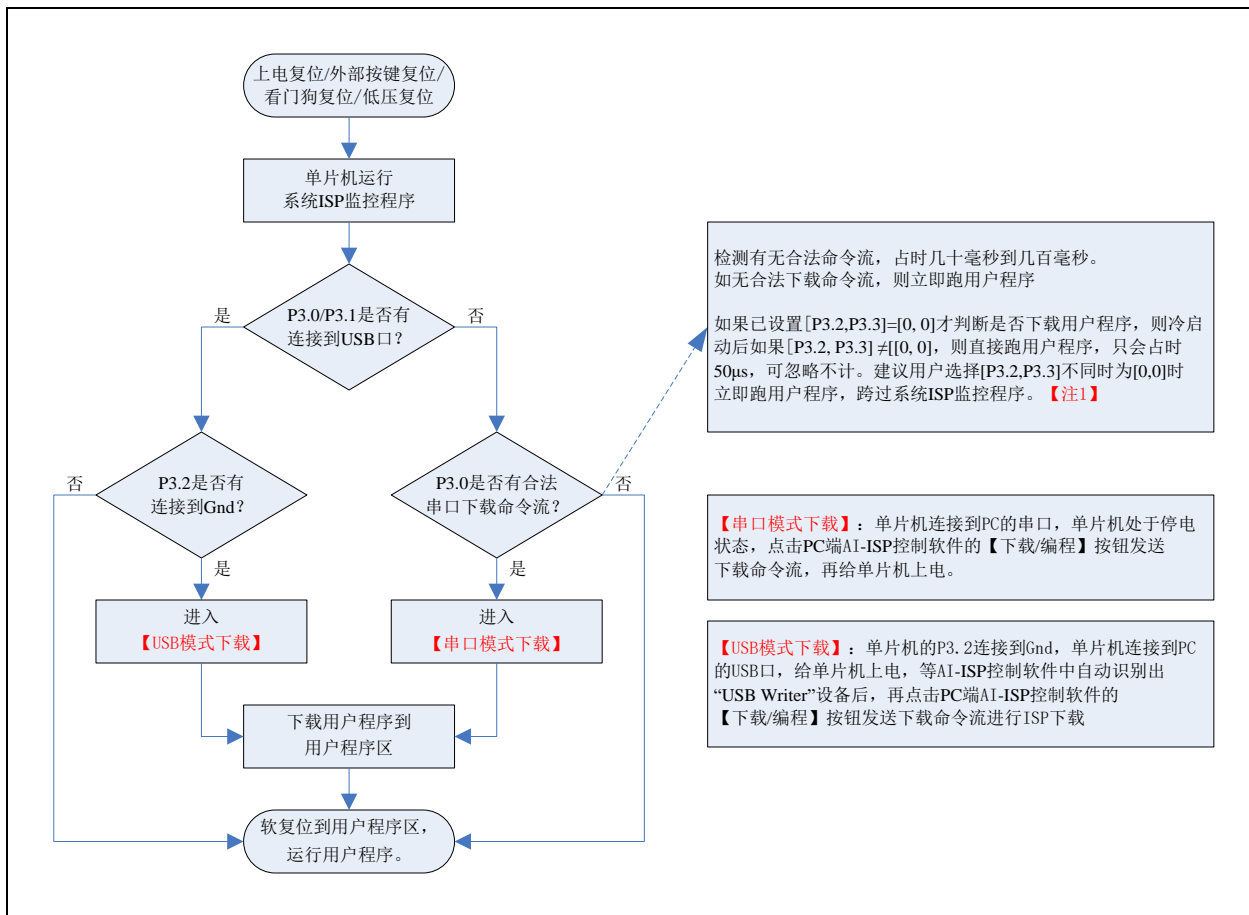 上电复位/外部按键复位/
看门狗复位/低压复位
单片机运行
系统ISP监控程序
P3.0/P3.1是否有
连接到USB口?
是
否
P3.2是否有
连接到Gnd?
否
是
P3.0是否有合法
串口下载命令流?
否
是
进入
【USB模式下载】
进入
【串口模式下载】
下载用户程序到
用户程序区
软复位到用户程序区，
运行用户程序。
检测有无合法命令流，占时几十毫秒到几百毫秒。
如无合法下载命令流，则立即跑用户程序
如果已设置[P3.2,P3.3]=[0, 0]才判断是否下载用户程序，则冷启
动后如果[P3.2, P3.3] ≠[[0, 0]，则直接跑用户程序，只会占时
50μs，可忽略不计。建议用户选择[P3.2,P3.3]不同时为[0,0]时
立即跑用户程序，跨过系统ISP监控程序。【注1】
【串口模式下载】：单片机连接到PC的串口，单片机处于停电
状态，点击PC端AI-ISP控制软件的【下载/编程】按钮发送
下载命令流，再给单片机上电。
【USB模式下载】：单片机的P3.2连接到Gnd，单片机连接到PC
的USB口，给单片机上电，等AI-ISP控制软件中自动识别出
“USB Writer”设备后，再点击PC端AI-ISP控制软件的
【下载/编程】按钮发送下载命令流进行ISP下载